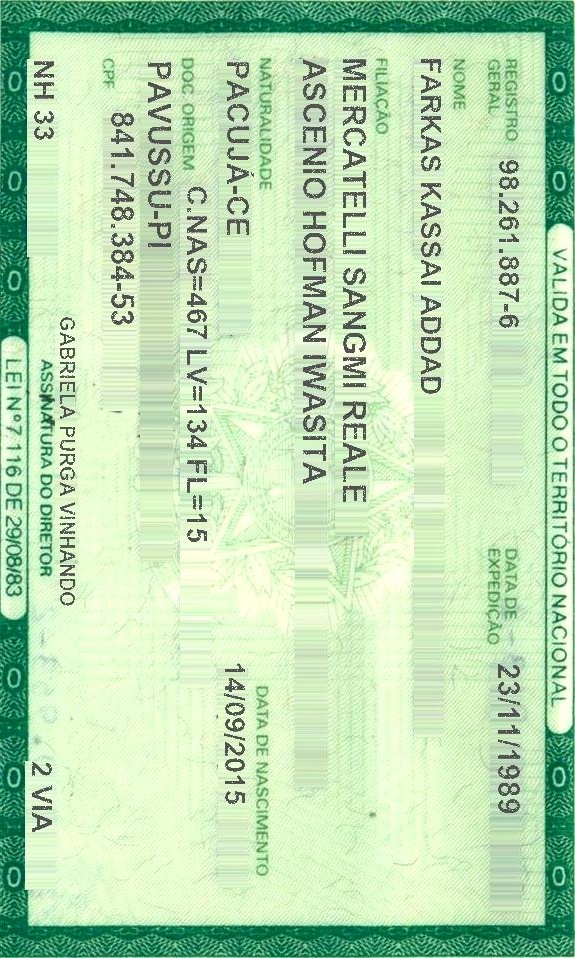 VALIDA EM TODO O TERRITÓRIO NACIONAL
REGISTRO GERAL 98.261.887-6 DATA DE EXPEDIÇÃO 23/11/1989
NOME
FARKAS KASSAI ADDAD
FILIAÇÃO
MERCATELLI SANGMI REALE
ASCENIO HOFMAN IWASITA
NATURALIDADE DATA DE NASCIMENTO
PACUJÁ-CE 14/09/2015
DOC. ORIGEM C.NAS=467 LV=134 FL=15
PAVUSSU-PI
CPF 841.748.384-53
GABRIELA PURGA VINHANDO
NH 33 ASSINATURA DO DIRETOR 2 VIA
LEI Nº 7.116 DE 29/08/83